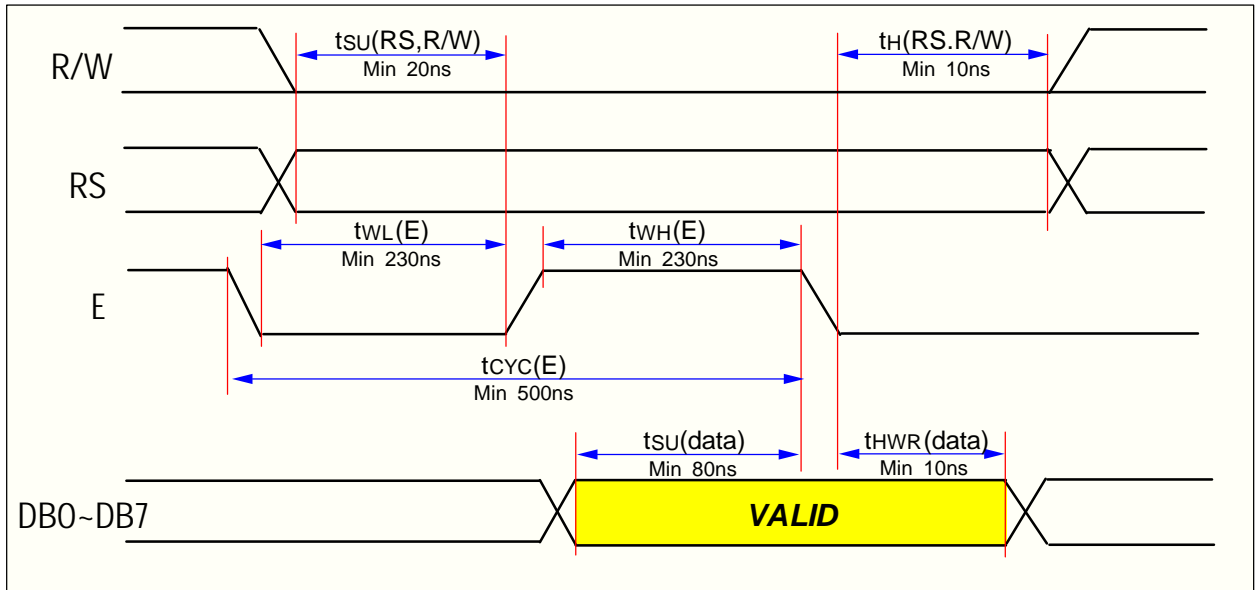 R/W
tSU(RS,R/W)
Min 20ns
tH(RS.R/W)
Min 10ns
RS
tWL(E)
Min 230ns
tWH(E)
Min 230ns
E
tCYC(E)
Min 500ns
tSU(data)
Min 80ns
tHWR(data)
Min 10ns
DB0~DB7
VALID